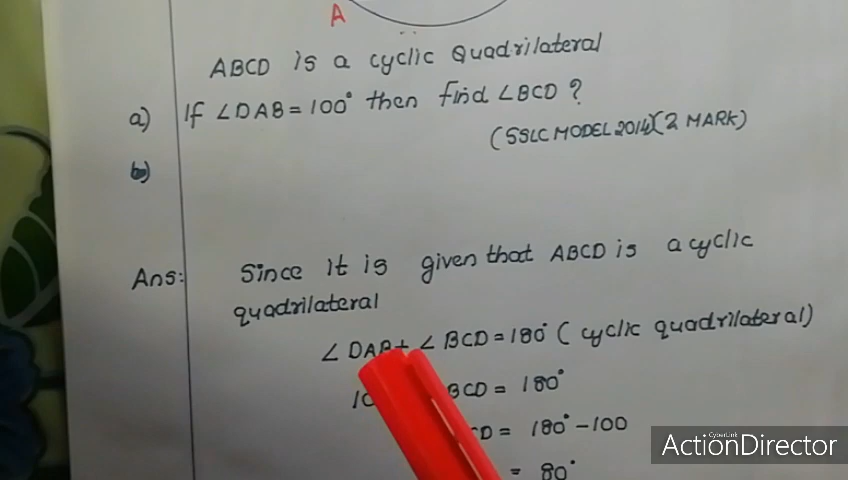 A
ABCD is a cyclic Quadrilateral
a) If ∠DAB = 100° then find ∠BCD ?
(SSLC MODEL 2014)(2 MARK)
b)
Ans: Since it is given that ABCD is a cyclic
quadrilateral
∠DAB + ∠BCD = 180° ( cyclic quadrilateral)
BCD = 180°
= 180° - 100
= 80°
CyberLink
ActionDirector